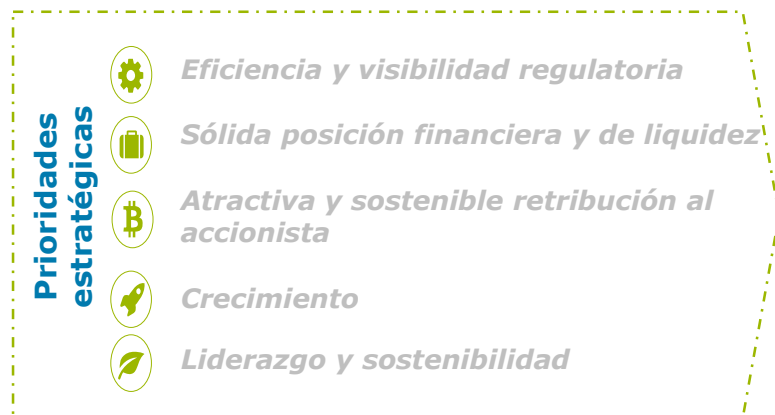 Prioridades
estratégicas
Eficiencia y visibilidad regulatoria
Sólida posición financiera y de liquidez
Atractiva y sostenible retribución al
accionista
Crecimiento
Liderazgo y sostenibilidad